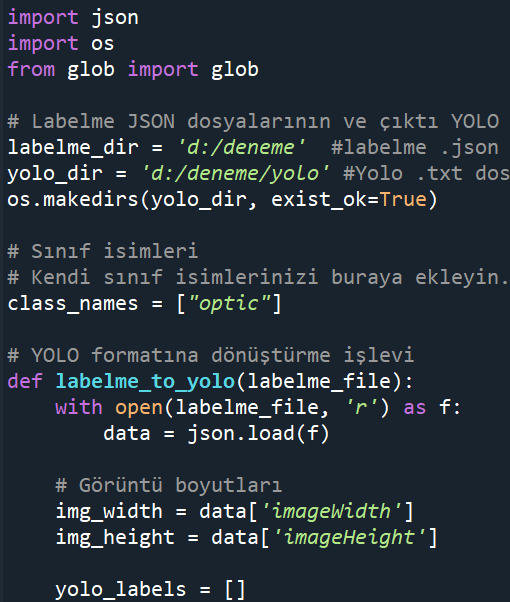 import json
import os
from glob import glob
# Labelme JSON dosyalarının ve çıktı YOLO
labelme_dir = 'd:/deneme'  #labelme .json
yolo_dir = 'd:/deneme/yolo' #Yolo .txt dos
os.makedirs(yolo_dir, exist_ok=True)
# Sınıf isimleri
# Kendi sınıf isimlerinizi buraya ekleyin.
class_names = ["optic"]
# YOLO formatına dönüştürme işlevi
def labelme_to_yolo(labelme_file):
    with open(labelme_file, 'r') as f:
        data = json.load(f)
    # Görüntü boyutları
    img_width = data['imageWidth']
    img_height = data['imageHeight']
    yolo_labels = []